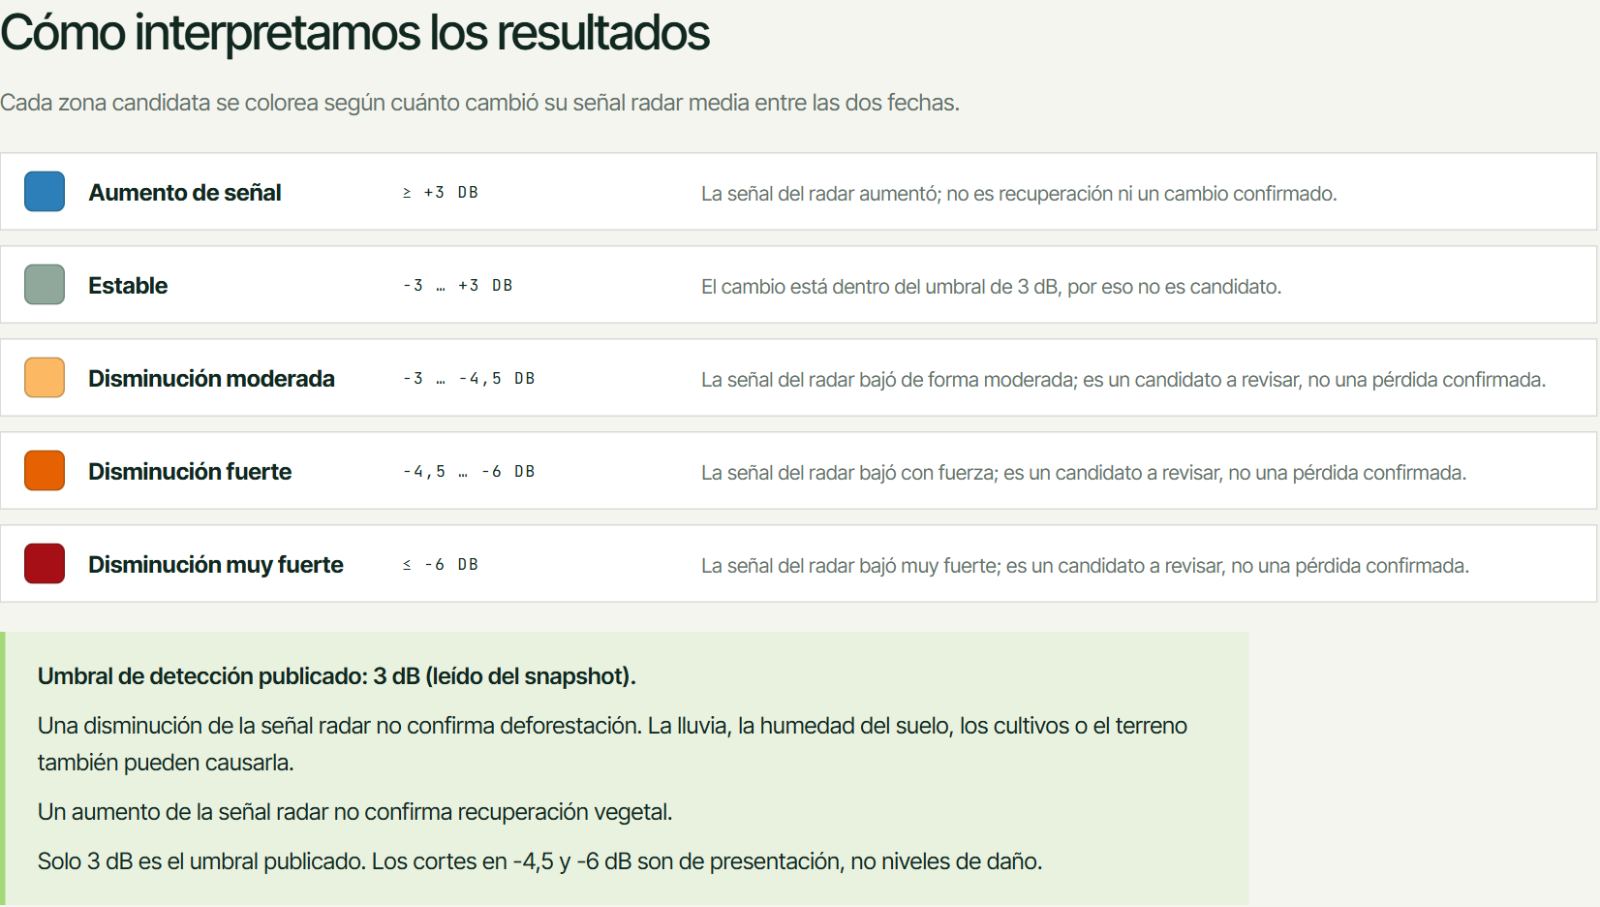 Cómo interpretamos los resultados
Cada zona candidata se colorea según cuánto cambió su señal radar media entre las dos fechas.
Aumento de señal ≥ +3 DB La señal del radar aumentó; no es recuperación ni un cambio confirmado.
Estable -3 … +3 DB El cambio está dentro del umbral de 3 dB, por eso no es candidato.
Disminución moderada -3 … -4,5 DB La señal del radar bajó de forma moderada; es un candidato a revisar, no una pérdida confirmada.
Disminución fuerte -4,5 … -6 DB La señal del radar bajó con fuerza; es un candidato a revisar, no una pérdida confirmada.
Disminución muy fuerte ≤ -6 DB La señal del radar bajó muy fuerte; es un candidato a revisar, no una pérdida confirmada.
Umbral de detección publicado: 3 dB (leído del snapshot).
Una disminución de la señal radar no confirma deforestación. La lluvia, la humedad del suelo, los cultivos o el terreno
también pueden causarla.
Un aumento de la señal radar no confirma recuperación vegetal.
Solo 3 dB es el umbral publicado. Los cortes en -4,5 y -6 dB son de presentación, no niveles de daño.